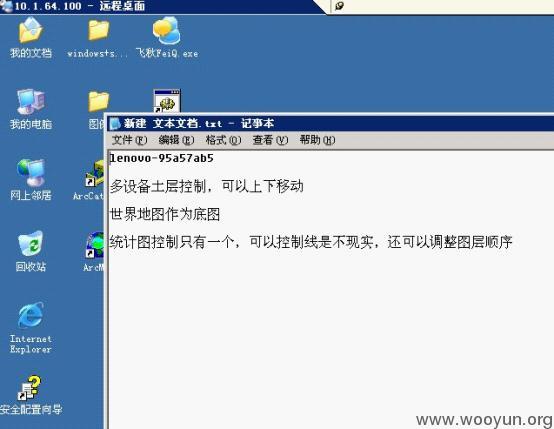 10.1.64.100 - 远程桌面
我的文档
windowsts...
飞秋FeiQ.exe
我的电脑
新建 文本文档.txt - 记事本
文件(F) 编辑(E) 格式(O) 查看(V) 帮助(H)
lenovo-95a57ab5
多设备土层控制，可以上下移动
世界地图作为底图
统计图控制只有一个，可以控制线是不现实，还可以调整图层顺序
网上邻居
ArcCat
回收站
ArcM
Internet
Explorer
安全配置向导
www.wooyun.org